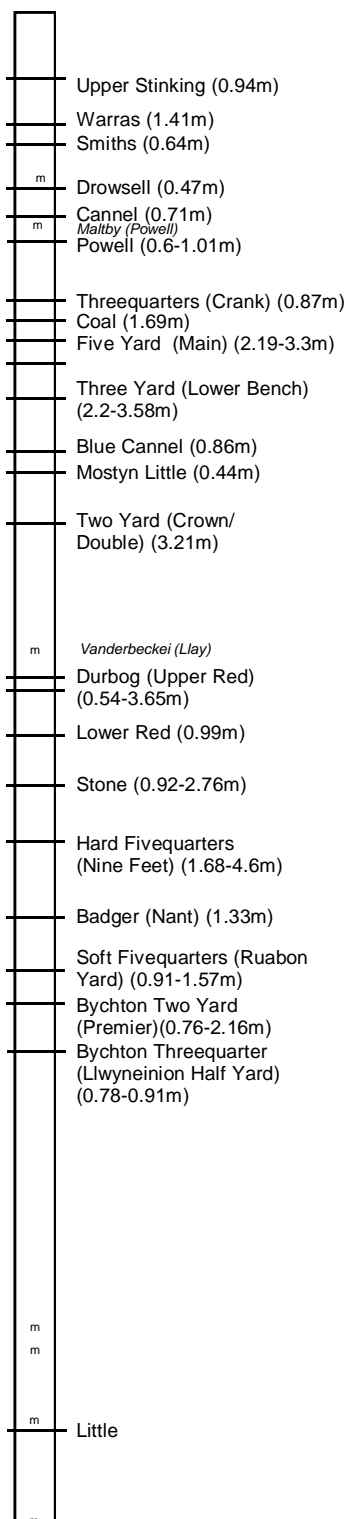 Upper Stinking (0.94m)
Warras (1.41m)
Smiths (0.64m)
m
Drowsell (0.47m)
Cannel (0.71m)
m
Maltby (Powell)
Powell (0.6-1.01m)
Threequarters (Crank) (0.87m)
Coal (1.69m)
Five Yard (Main) (2.19-3.3m)
Three Yard (Lower Bench)
(2.2-3.58m)
Blue Cannel (0.86m)
Mostyn Little (0.44m)
Two Yard (Crown/
Double) (3.21m)
m
Vanderbeckei (Llay)
Durbog (Upper Red)
(0.54-3.65m)
Lower Red (0.99m)
Stone (0.92-2.76m)
Hard Fivequarters
(Nine Feet) (1.68-4.6m)
Badger (Nant) (1.33m)
Soft Fivequarters (Ruabon
Yard) (0.91-1.57m)
Bychton Two Yard
(Premier)(0.76-2.16m)
Bychton Threequarter
(Llwyneinion Half Yard)
(0.78-0.91m)
m
m
m
Little
m